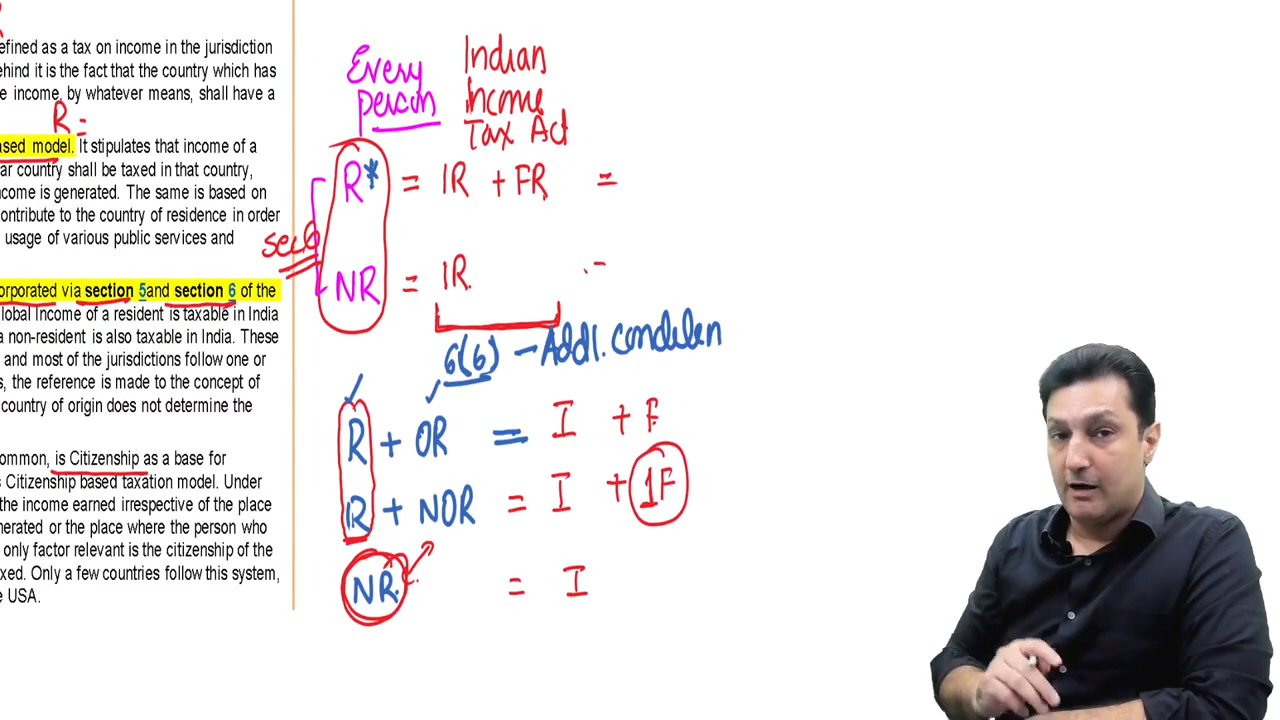 efined as a tax on income in the jurisdiction
ehind it is the fact that the country which has
e income, by whatever means, shall have a
R =
ased model. It stipulates that income of a
ar country shall be taxed in that country,
ncome is generated. The same is based on
ontribute to the country of residence in order
usage of various public services and
orporated via section 5and section 6 of the
lobal Income of a resident is taxable in India
a non-resident is also taxable in India. These
and most of the jurisdictions follow one or
s, the reference is made to the concept of
country of origin does not determine the
ommon, is Citizenship as a base for
s Citizenship based taxation model. Under
the income earned irrespective of the place
nerated or the place where the person who
only factor relevant is the citizenship of the
xed. Only a few countries follow this system,
e USA.
Every person
Indian Income Tax Act
R* = IR + FR =
sec 6
NR = IR
6(6) - Addl. condition
R + OR = I + F
R + NOR = I + 1F
NR = I